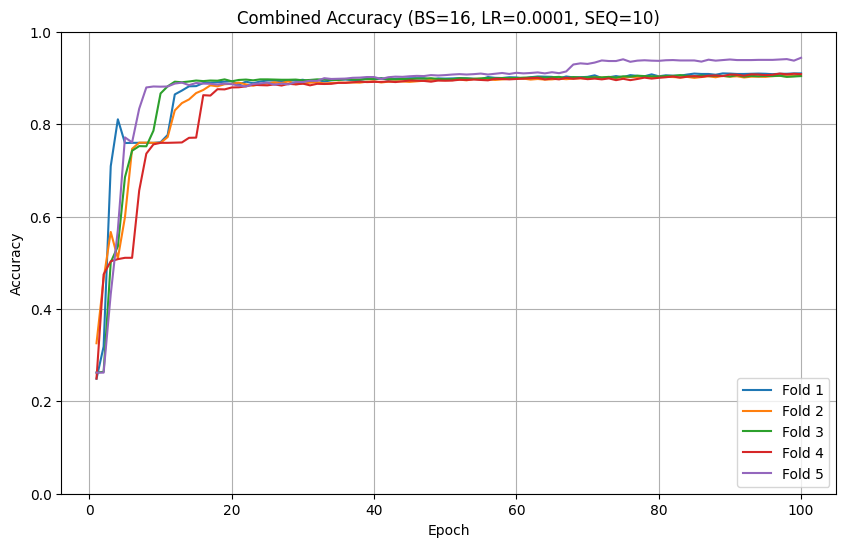 Combined Accuracy (BS=16, LR=0.0001, SEQ=10)
1.0
0.8
0.6
0.4
0.2
0.0
Accuracy
0 20 40 60 80 100
Epoch
Fold 1
Fold 2
Fold 3
Fold 4
Fold 5